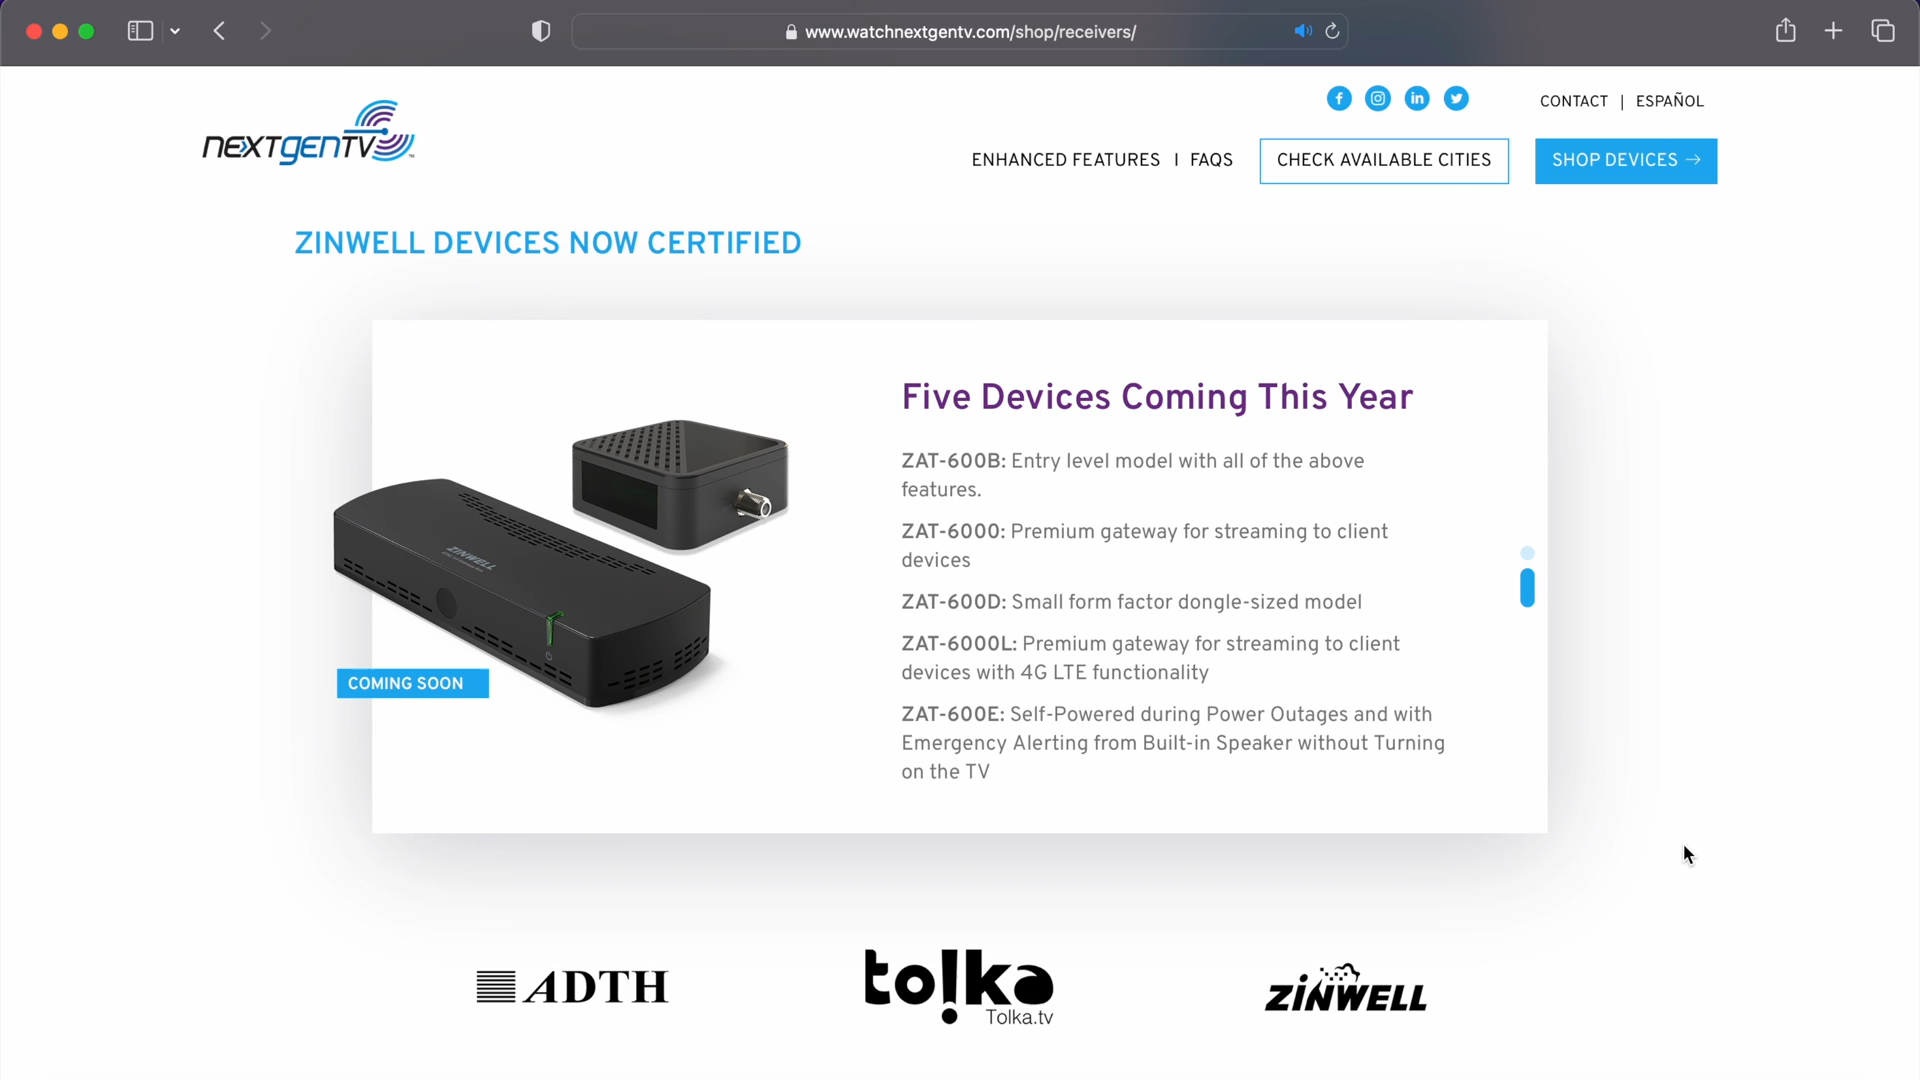 www.watchnextgentv.com/shop/receivers/
CONTACT | ESPAÑOL
NEXTGENTV
ENHANCED FEATURES | FAQS
CHECK AVAILABLE CITIES
SHOP DEVICES →
ZINWELL DEVICES NOW CERTIFIED
Five Devices Coming This Year
ZAT-600B: Entry level model with all of the above
features.
ZAT-6000: Premium gateway for streaming to client
devices
ZAT-600D: Small form factor dongle-sized model
ZAT-6000L: Premium gateway for streaming to client
devices with 4G LTE functionality
ZAT-600E: Self-Powered during Power Outages and with
Emergency Alerting from Built-in Speaker without Turning
on the TV
ZINWELL
COMING SOON
ADTH
tolka
Tolka.tv
ZINWELL